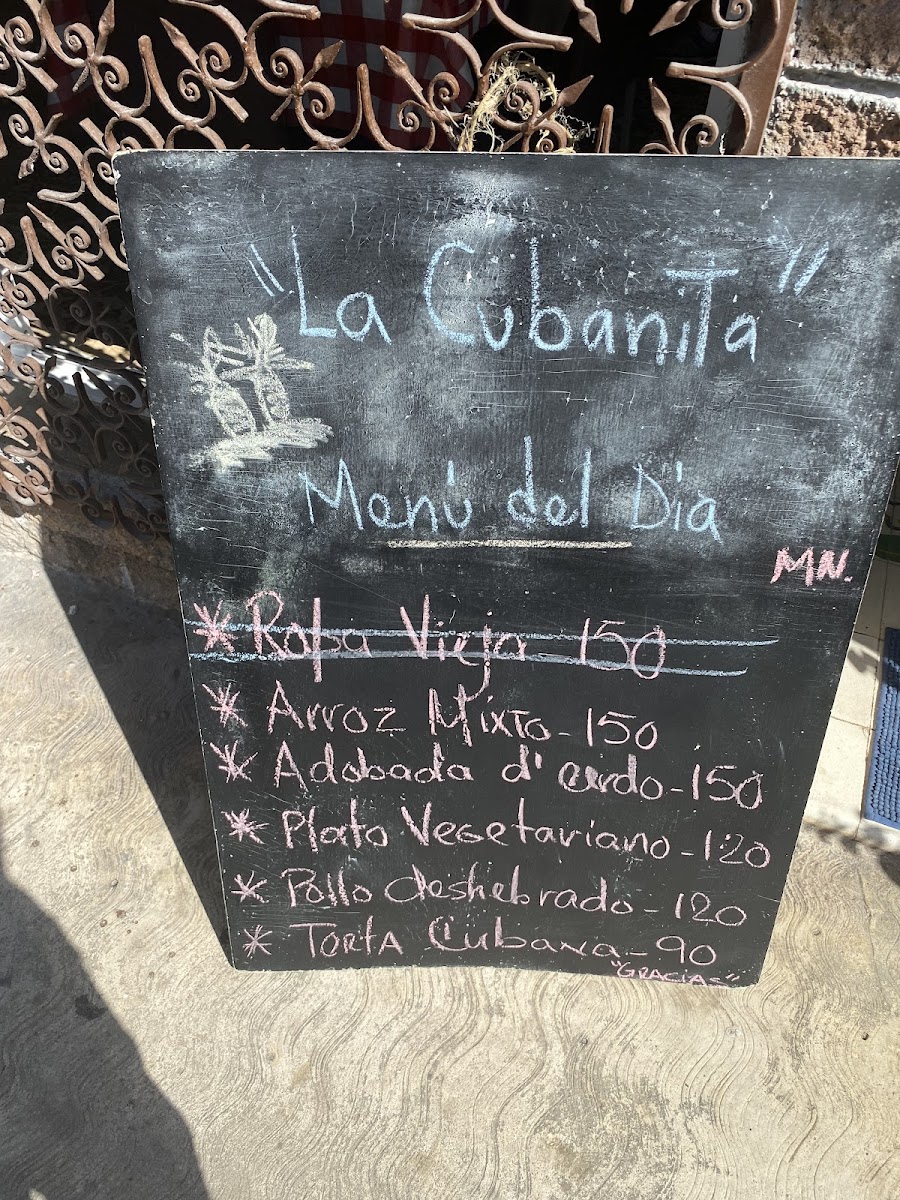 "La Cubanita"
Menú del Dia
MN.
* Ropa Vieja - 150
* Arroz Mixto - 150
* Adobada d' cerdo - 150
* Plato Vegetariano - 120
* Pollo deshebrado - 120
* Torta Cubana - 90
"GRACIAS"